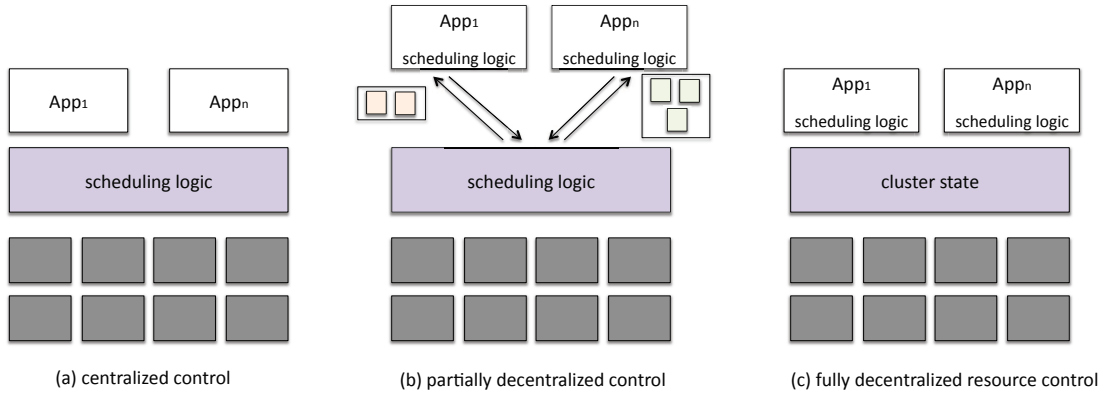 App1
Appn
scheduling logic
(a) centralized control
App1
scheduling logic
Appn
scheduling logic
scheduling logic
(b) partially decentralized control
App1
scheduling logic
Appn
scheduling logic
cluster state
(c) fully decentralized resource control